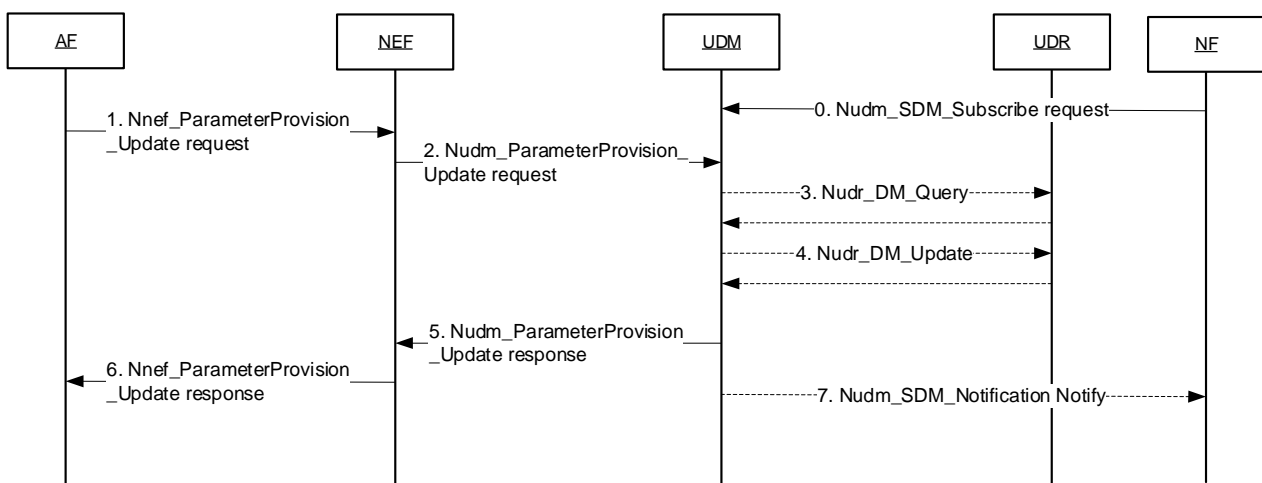 AF
NEF
UDM
UDR
NF
0. Nudm_SDM_Subscribe request
1. Nnef_ParameterProvision
_Update request
2. Nudm_ParameterProvision_
Update request
3. Nudr_DM_Query
4. Nudr_DM_Update
5. Nudm_ParameterProvision
_Update response
6. Nnef_ParameterProvision
_Update response
7. Nudm_SDM_Notification Notify